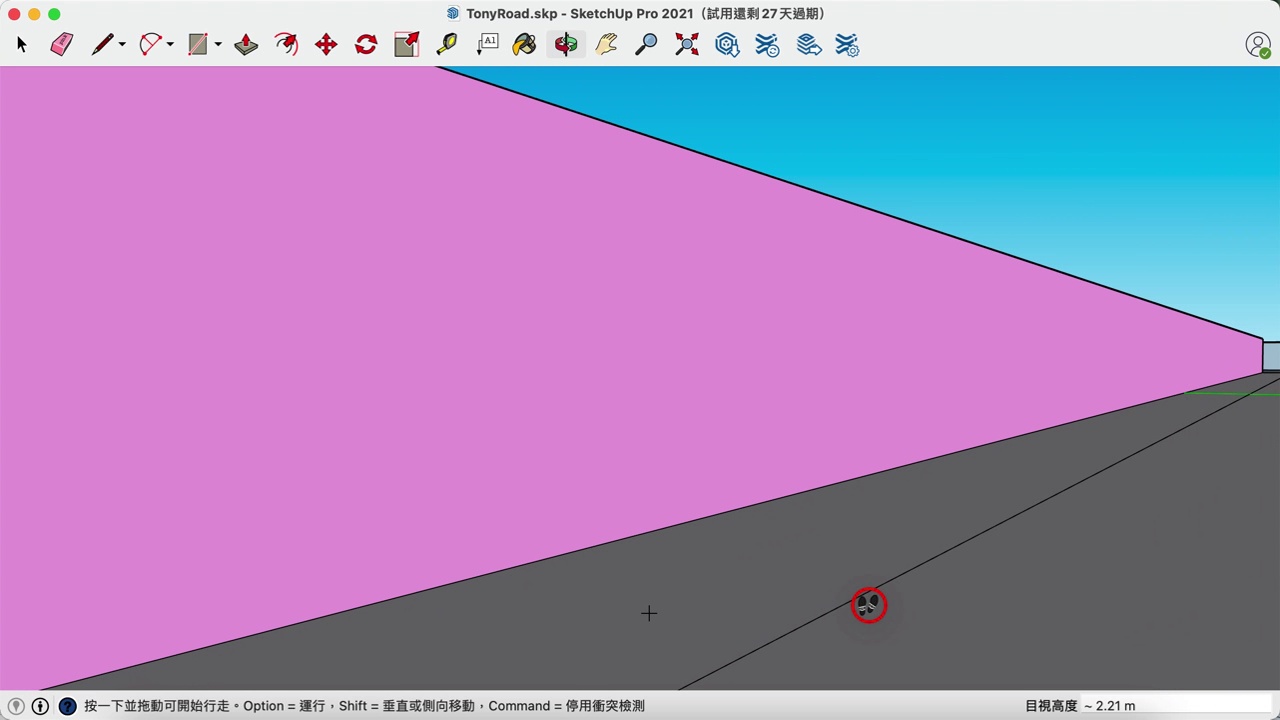 TonyRoad.skp - SketchUp Pro 2021（試用還剩 27 天過期）
A1
按一下並拖動可開始行走。Option = 運行，Shift = 垂直或側向移動，Command = 停用衝突檢測
目視高度 ~ 2.21 m